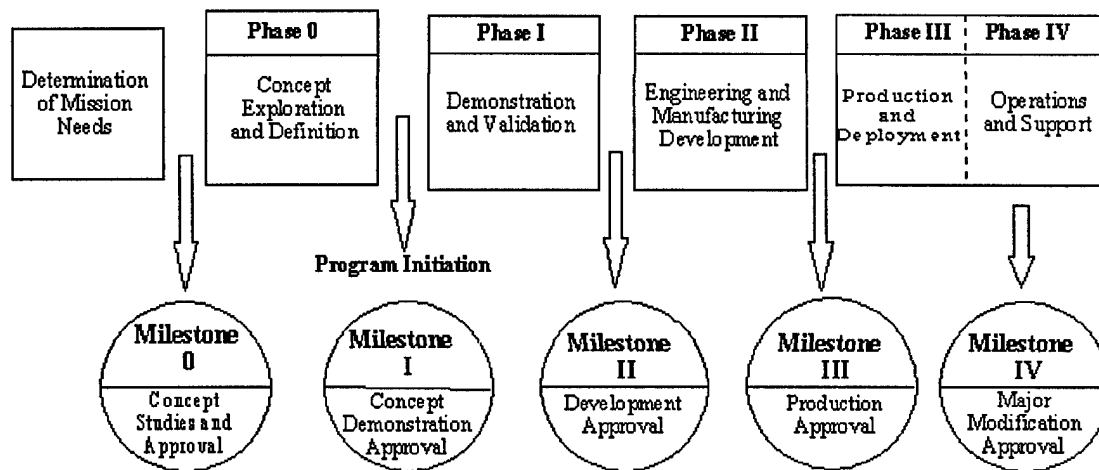 Determination
of Mission
Needs
Phase 0
Concept
Exploration
and Definition
Phase I
Demonstration
and Validation
Phase II
Engineering and
Manufacturing
Development
Phase III
Production
and
Deployment
Phase IV
Operations
and Support
Program Initiation
Milestone
0
Concept
Studies and
Approval
Milestone
I
Concept
Demonstration
Approval
Milestone
II
Development
Approval
Milestone
III
Production
Approval
Milestone
IV
Major
Modification
Approval